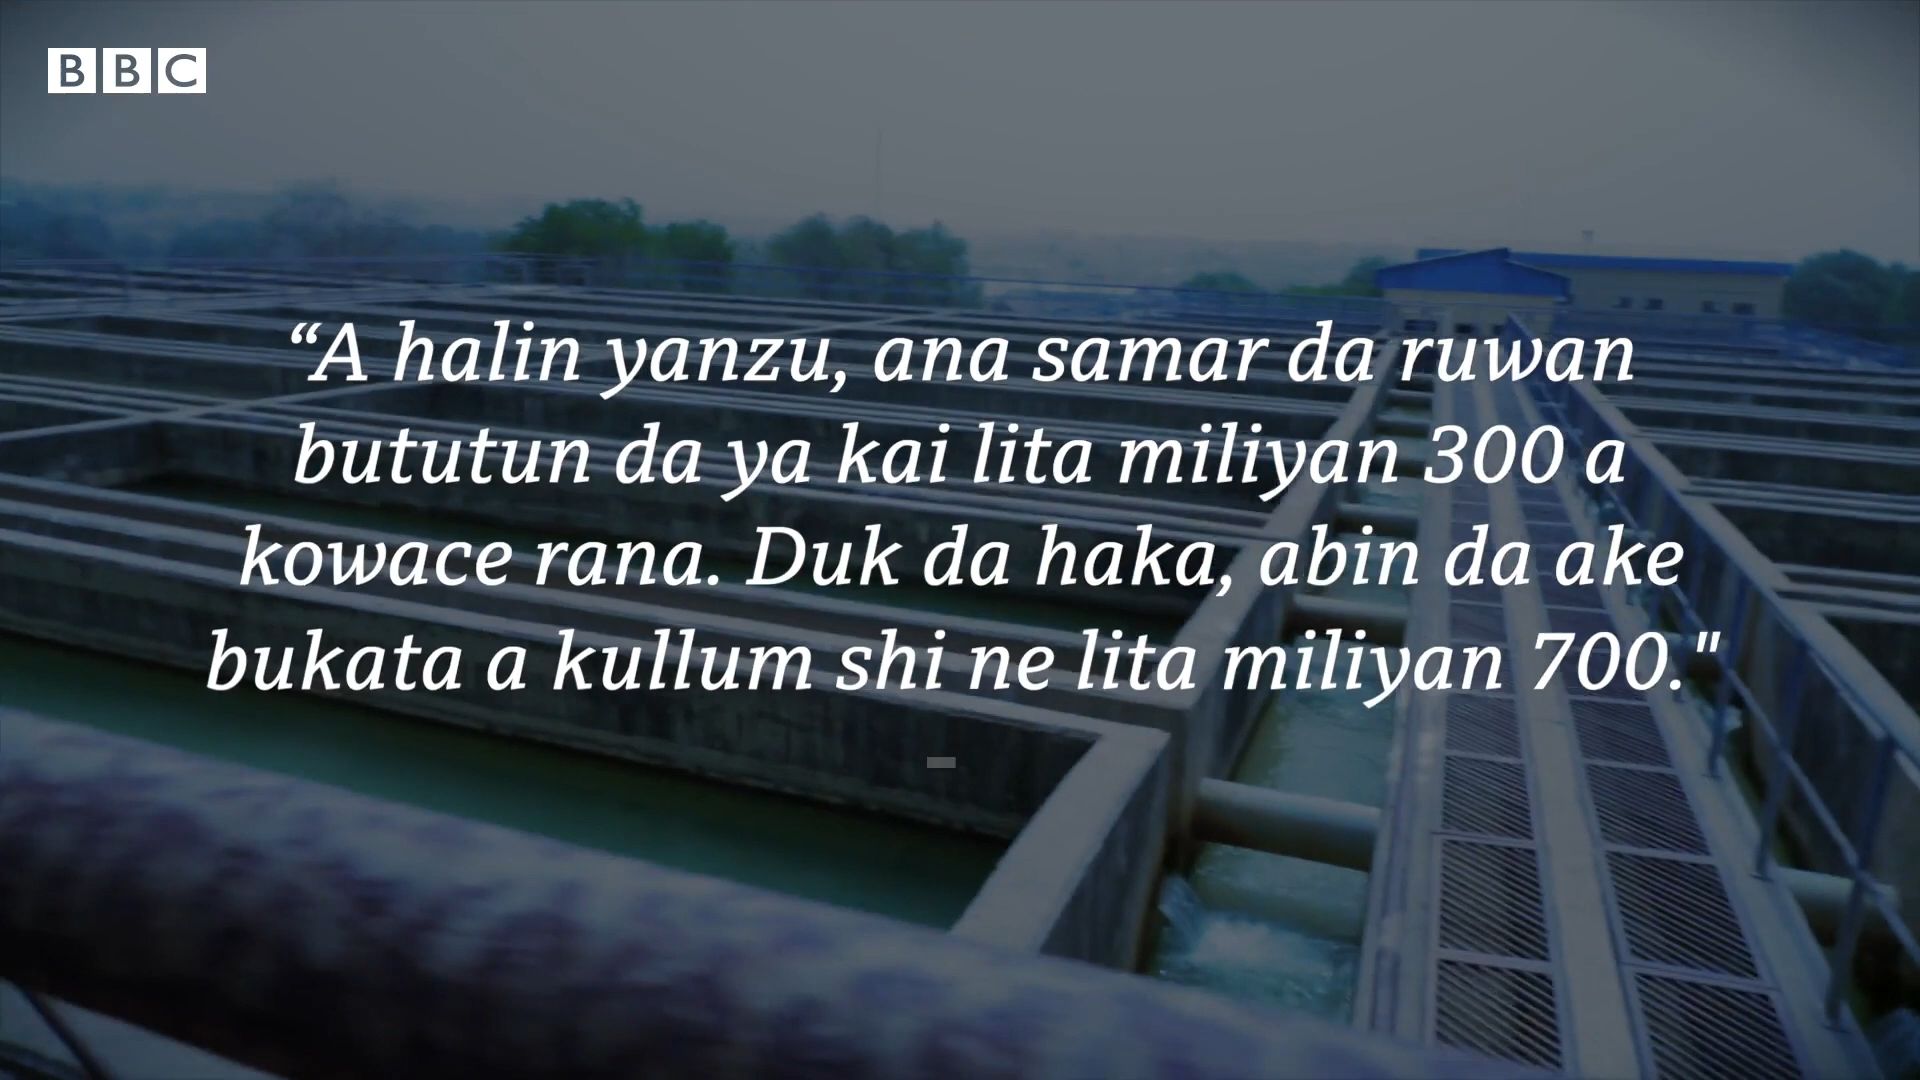 BBC
“A halin yanzu, ana samar da ruwan
bututun da ya kai lita miliyan 300 a
kowace rana. Duk da haka, abin da ake
bukata a kullum shi ne lita miliyan 700."